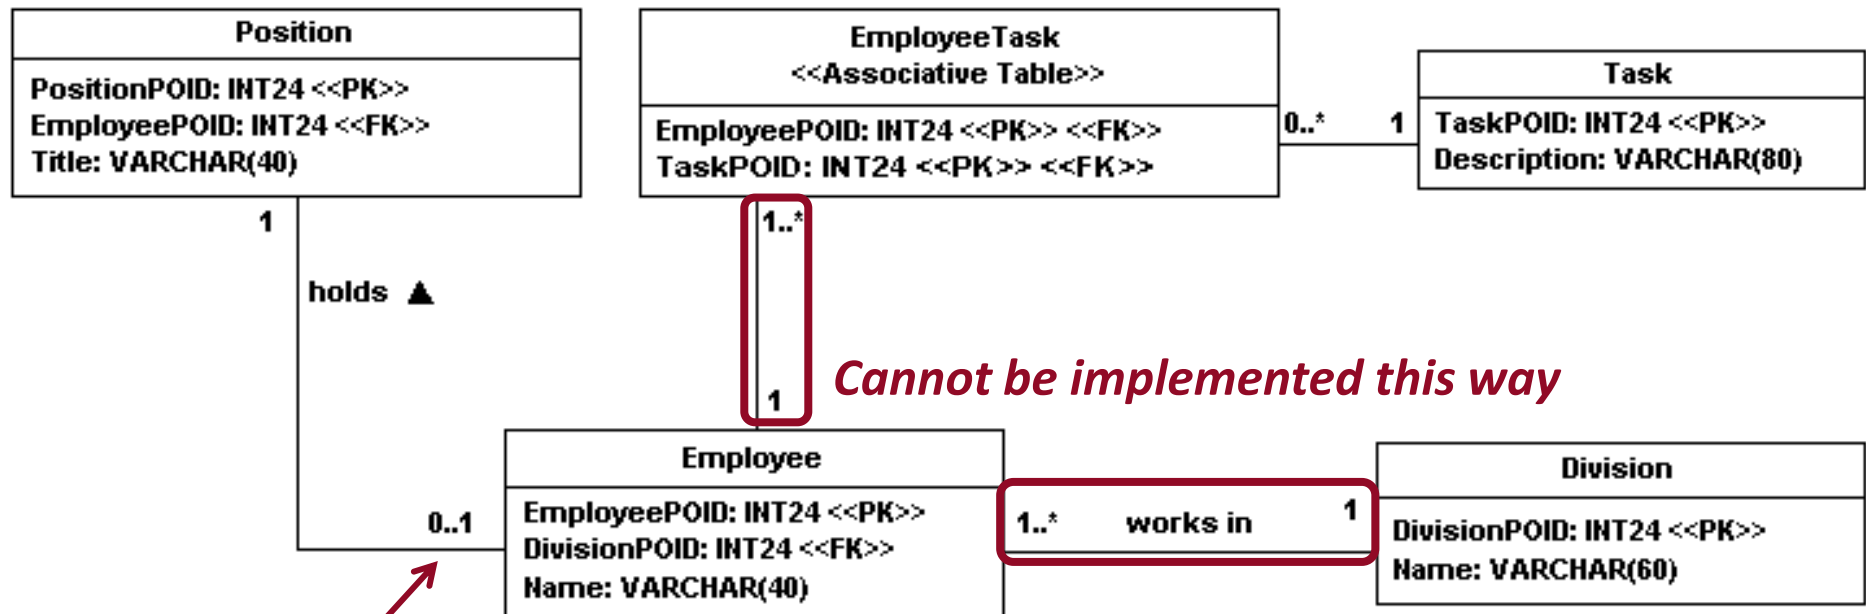 Position
PositionPOID: INT24 <<PK>>
EmployeePOID: INT24 <<FK>>
Title: VARCHAR(40)
EmployeeTask
<<Associative Table>>
EmployeePOID: INT24 <<PK>> <<FK>>
TaskPOID: INT24 <<PK>> <<FK>>
0..*
1
Task
TaskPOID: INT24 <<PK>>
Description: VARCHAR(80)
1
holds ▲
0..1
1..*
1
Cannot be implemented this way
Employee
EmployeePOID: INT24 <<PK>>
DivisionPOID: INT24 <<FK>>
Name: VARCHAR(40)
1..*
works in
1
Division
DivisionPOID: INT24 <<PK>>
Name: VARCHAR(60)